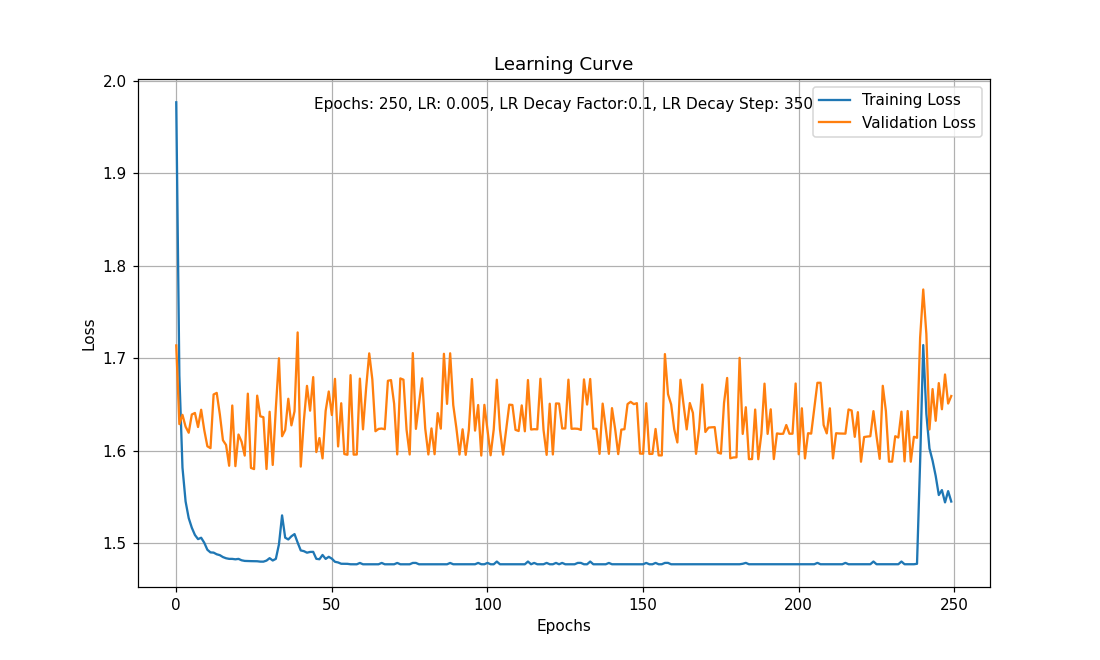 Learning Curve
Epochs: 250, LR: 0.005, LR Decay Factor:0.1, LR Decay Step: 350
Training Loss
Validation Loss
2.0
1.9
1.8
1.7
1.6
1.5
Loss
0 50 100 150 200 250
Epochs